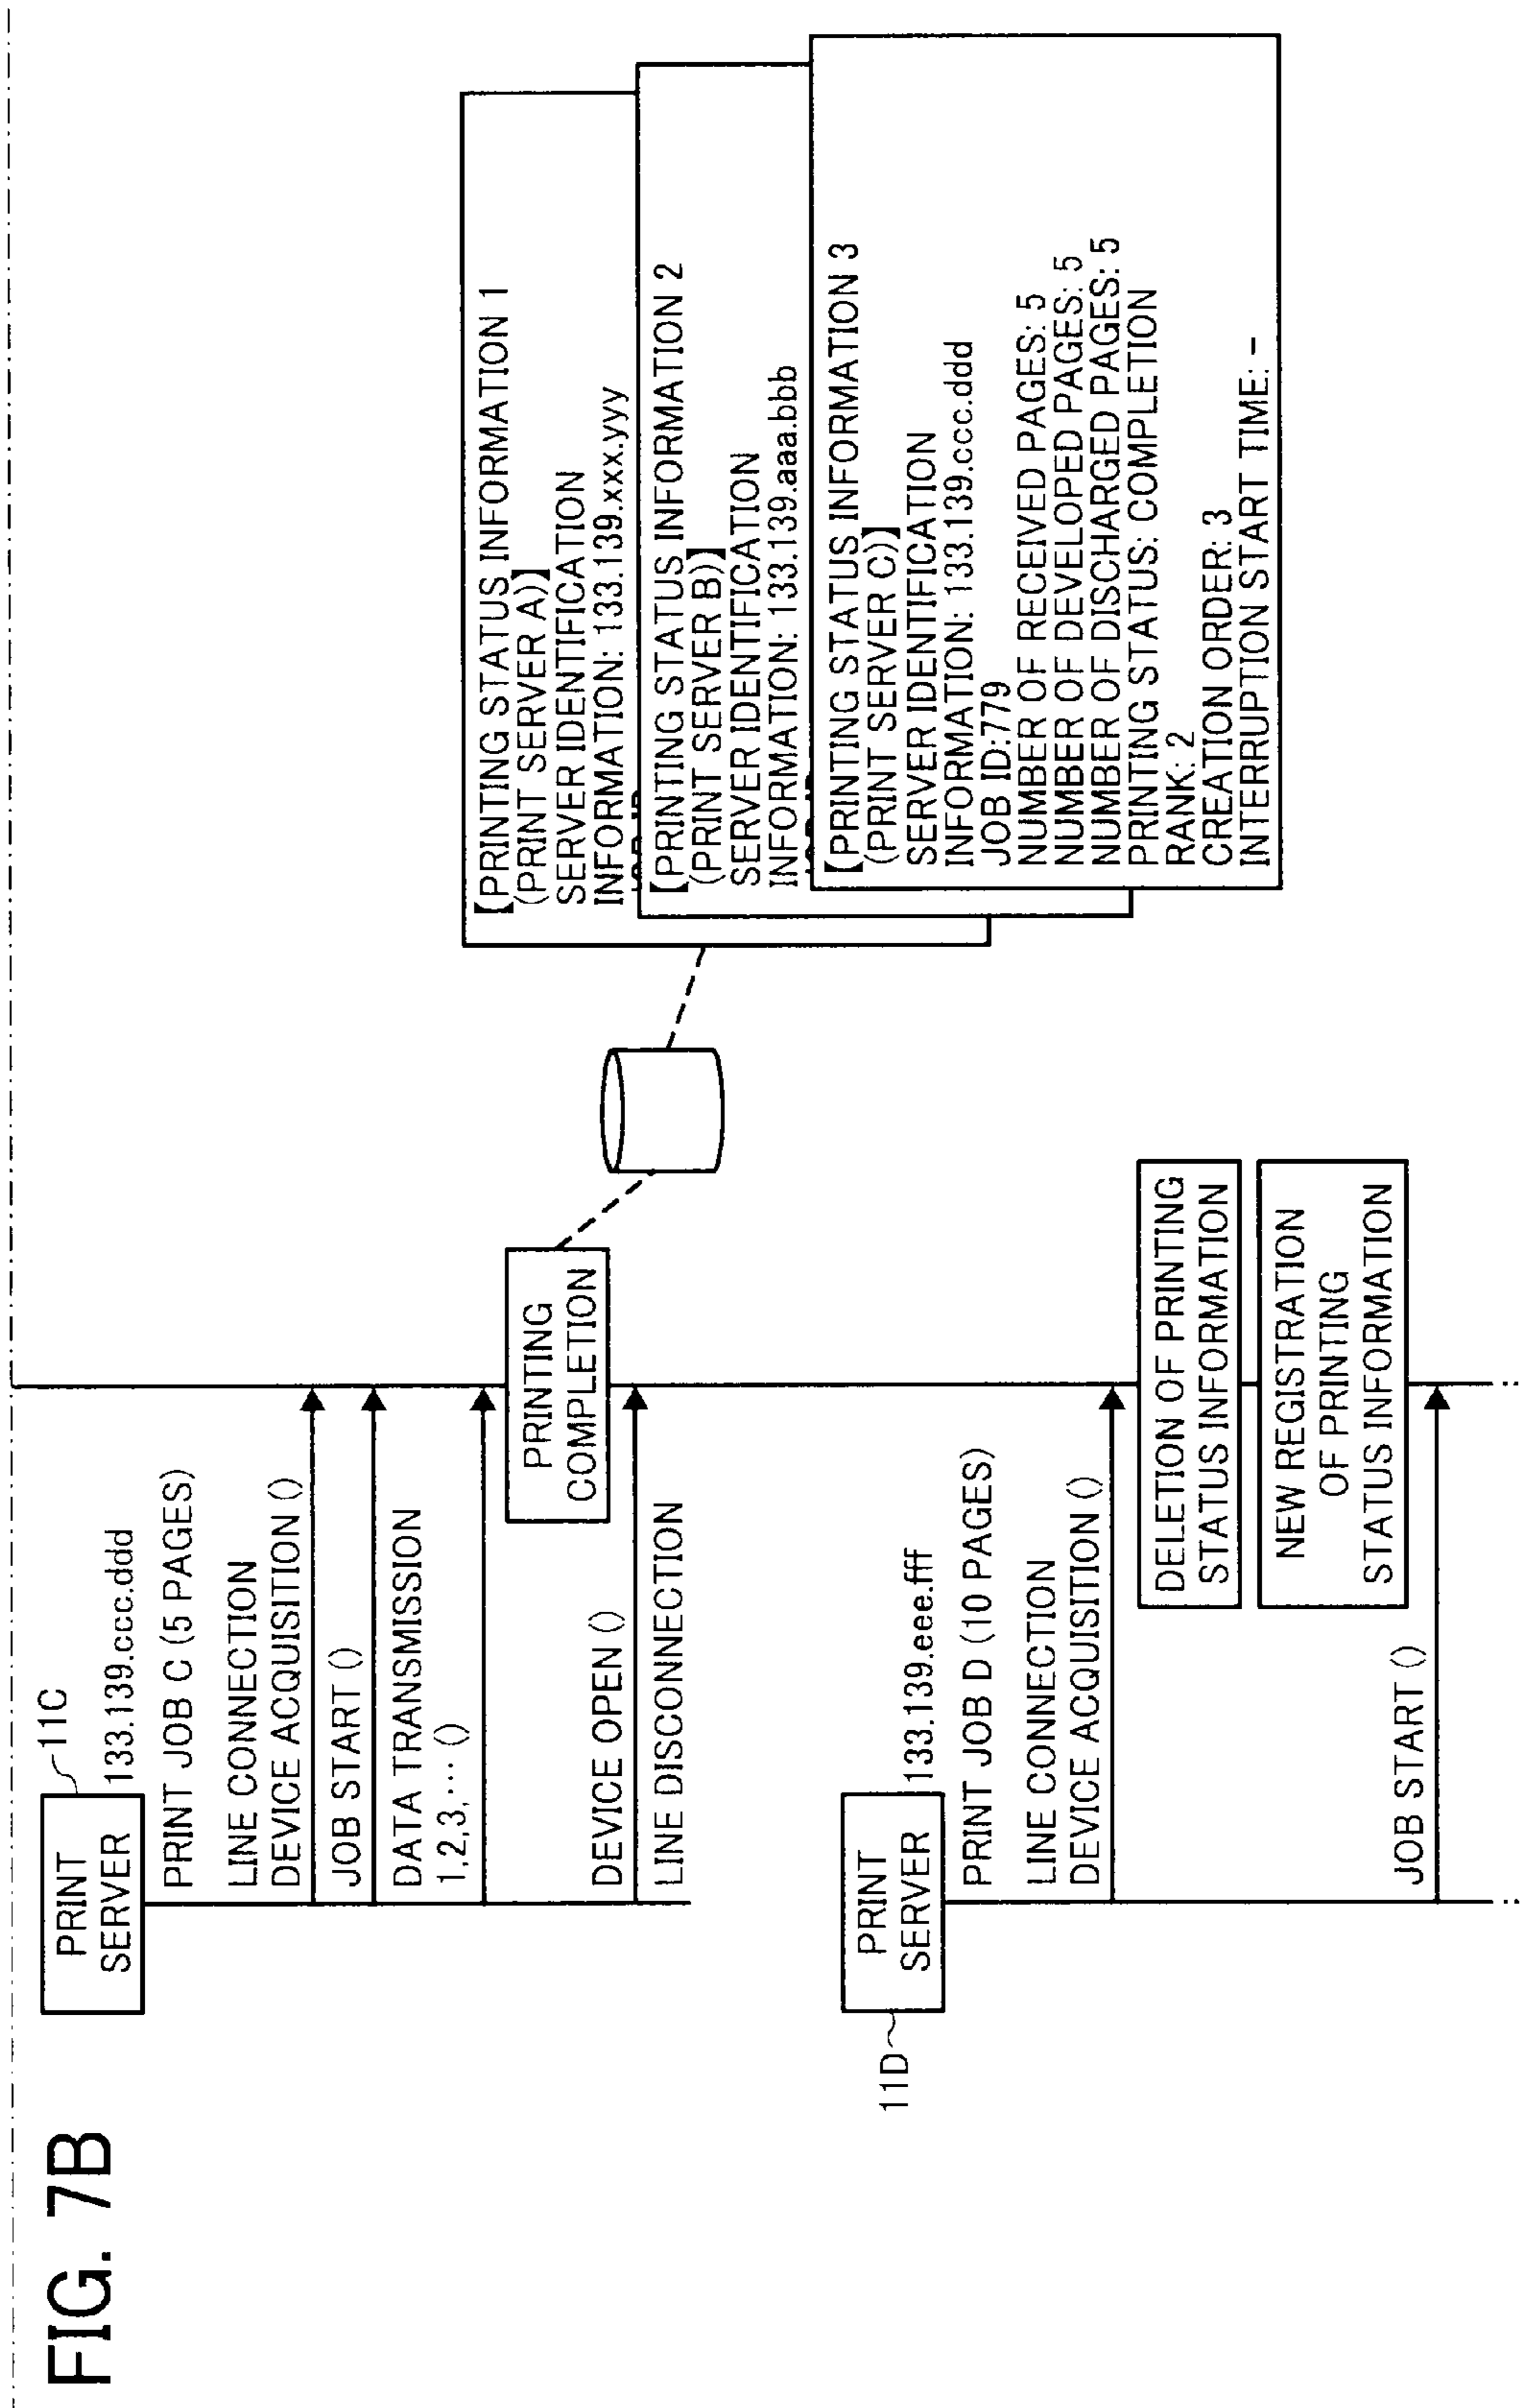 FIG. 7B
PRINT
SERVER
11C
133.139.ccc.ddd
PRINT JOB C (5 PAGES)
LINE CONNECTION
DEVICE ACQUISITION ()
JOB START ()
DATA TRANSMISSION
1,2,3,··· ()
PRINTING
COMPLETION
DEVICE OPEN ()
LINE DISCONNECTION
【(PRINTING STATUS INFORMATION 1
(PRINT SERVER A)】
SERVER IDENTIFICATION
INFORMATION: 133.139.xxx.yyy
【(PRINTING STATUS INFORMATION 2
(PRINT SERVER B)】
SERVER IDENTIFICATION
INFORMATION: 133.139.aaa.bbb
【(PRINTING STATUS INFORMATION 3
(PRINT SERVER C)】
SERVER IDENTIFICATION
INFORMATION: 133.139.ccc.ddd
JOB ID:779
NUMBER OF RECEIVED PAGES: 5
NUMBER OF DEVELOPED PAGES: 5
NUMBER OF DISCHARGED PAGES: 5
PRINTING STATUS: COMPLETION
RANK: 2
CREATION ORDER: 3
INTERRUPTION START TIME: –
11D
PRINT
SERVER
133.139.eee.fff
PRINT JOB D (10 PAGES)
LINE CONNECTION
DEVICE ACQUISITION ()
DELETION OF PRINTING
STATUS INFORMATION
NEW REGISTRATION
OF PRINTING
STATUS INFORMATION
JOB START ()